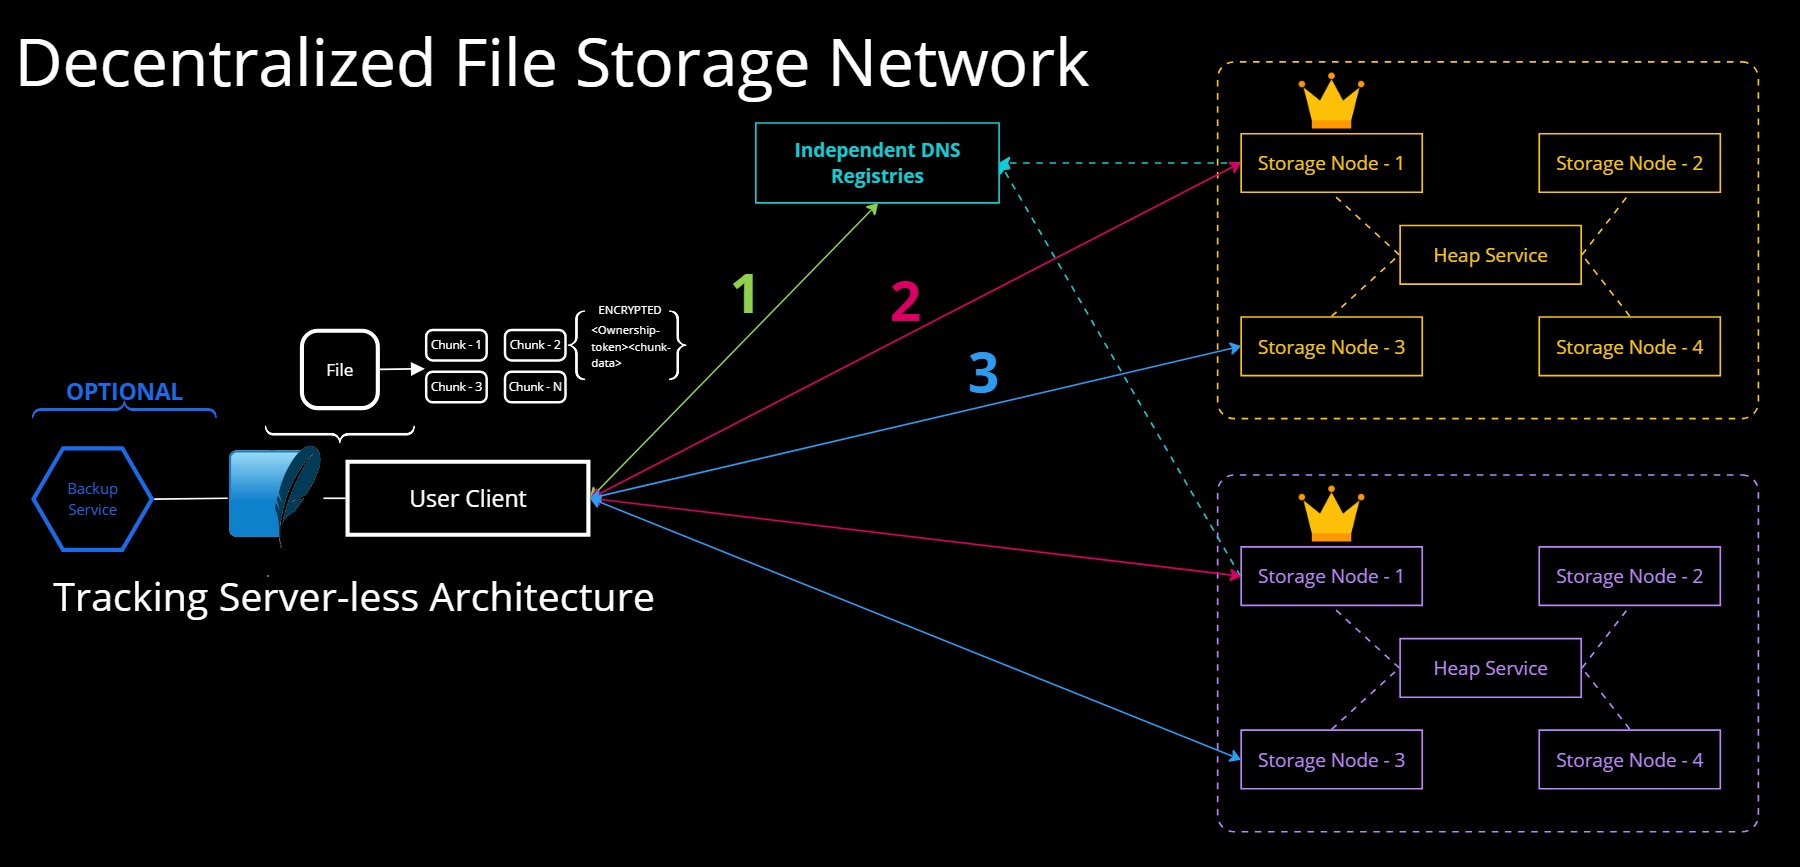 Decentralized File Storage Network
Independent DNS
Registries
1
2
3
ENCRYPTED
<Ownership-
token><chunk-
data>
File
Chunk - 1
Chunk - 2
Chunk - 3
Chunk - N
OPTIONAL
Backup
Service
User Client
Tracking Server-less Architecture
Storage Node - 1
Storage Node - 2
Heap Service
Storage Node - 3
Storage Node - 4
Storage Node - 1
Storage Node - 2
Heap Service
Storage Node - 3
Storage Node - 4